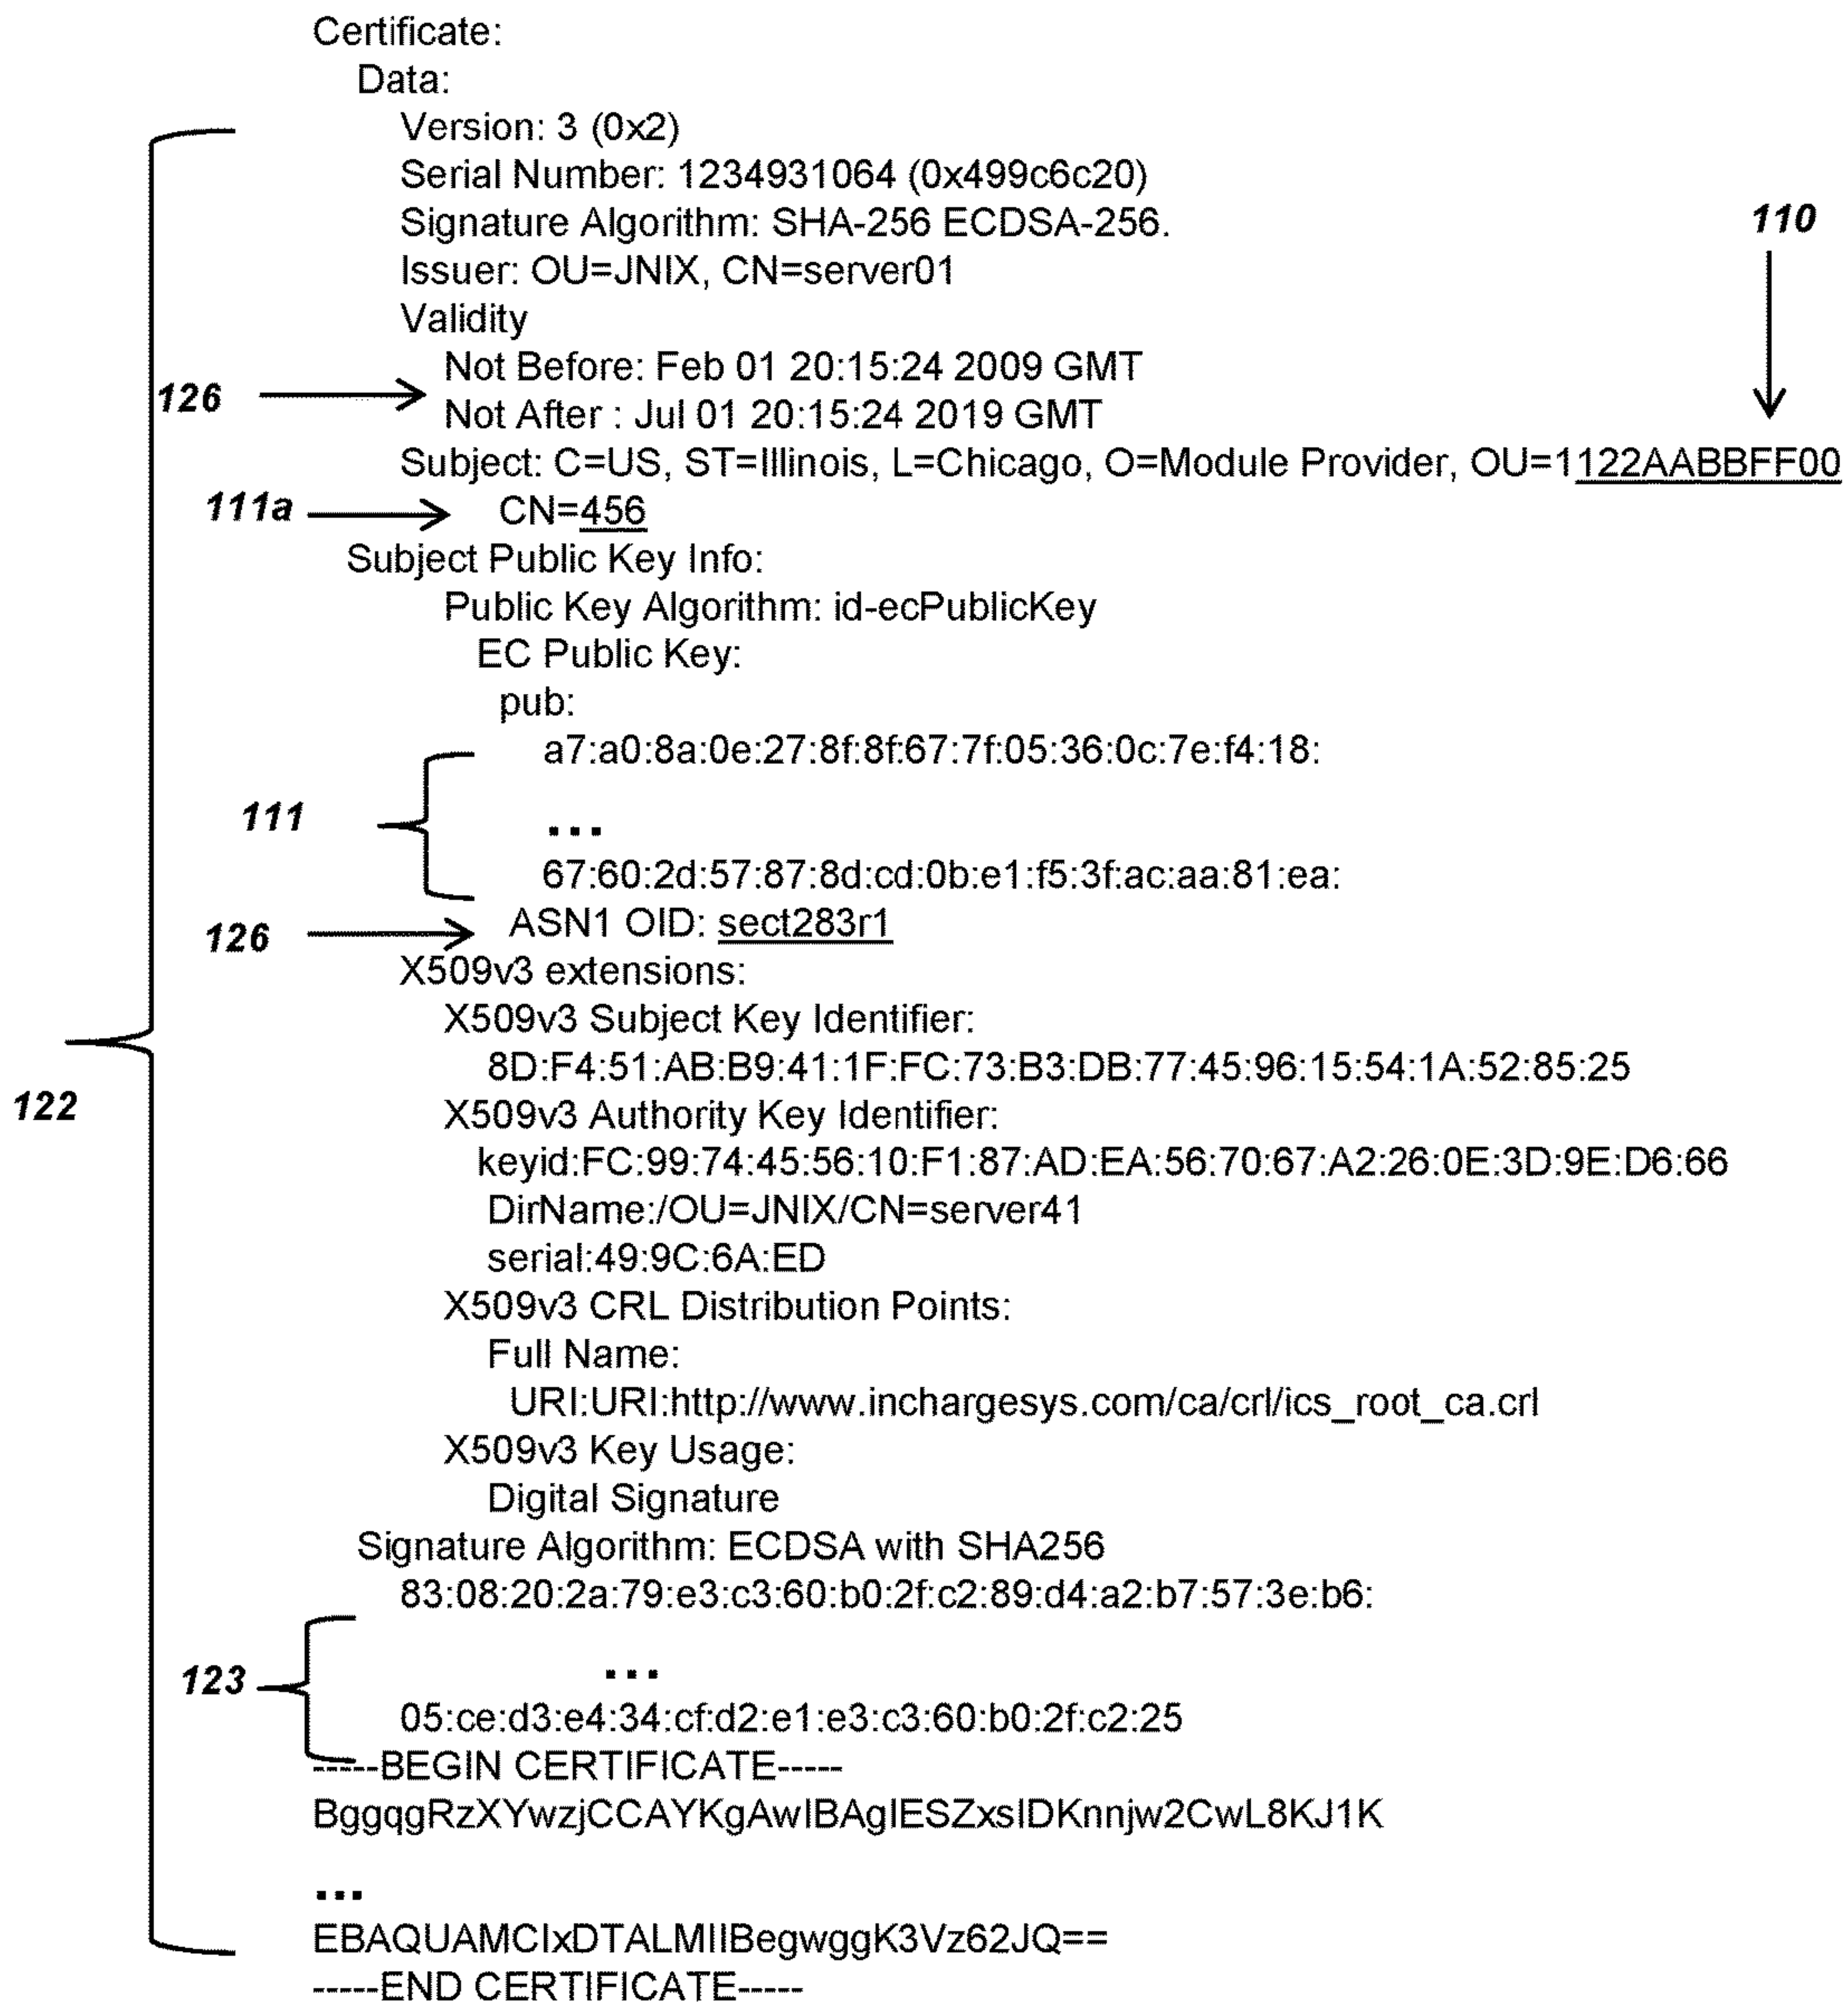 Certificate:
Data:
Version: 3 (0x2)
Serial Number: 1234931064 (0x499c6c20)
Signature Algorithm: SHA-256 ECDSA-256.
110
Issuer: OU=JNIX, CN=server01
Validity
Not Before: Feb 01 20:15:24 2009 GMT
126
Not After : Jul 01 20:15:24 2019 GMT
Subject: C=US, ST=Illinois, L=Chicago, O=Module Provider, OU=1122AABBFF00
111a
CN=456
Subject Public Key Info:
Public Key Algorithm: id-ecPublicKey
EC Public Key:
pub:
a7:a0:8a:0e:27:8f:8f:67:7f:05:36:0c:7e:f4:18:
111
...
67:60:2d:57:87:8d:cd:0b:e1:f5:3f:ac:aa:81:ea:
126
ASN1 OID: sect283r1
X509v3 extensions:
X509v3 Subject Key Identifier:
8D:F4:51:AB:B9:41:1F:FC:73:B3:DB:77:45:96:15:54:1A:52:85:25
122
X509v3 Authority Key Identifier:
keyid:FC:99:74:45:56:10:F1:87:AD:EA:56:70:67:A2:26:0E:3D:9E:D6:66
DirName:/OU=JNIX/CN=server41
serial:49:9C:6A:ED
X509v3 CRL Distribution Points:
Full Name:
URI:URI:http://www.inchargesys.com/ca/crl/ics_root_ca.crl
X509v3 Key Usage:
Digital Signature
Signature Algorithm: ECDSA with SHA256
83:08:20:2a:79:e3:c3:60:b0:2f:c2:89:d4:a2:b7:57:3e:b6:
123
...
05:ce:d3:e4:34:cf:d2:e1:e3:c3:60:b0:2f:c2:25
-----BEGIN CERTIFICATE-----
BggqgRzXYwzjCCAYKgAwIBAgIESZxsIDKnnjw2CwL8KJ1K
...
EBAQUAMCIxDTALMIIBegwggK3Vz62JQ==
-----END CERTIFICATE-----